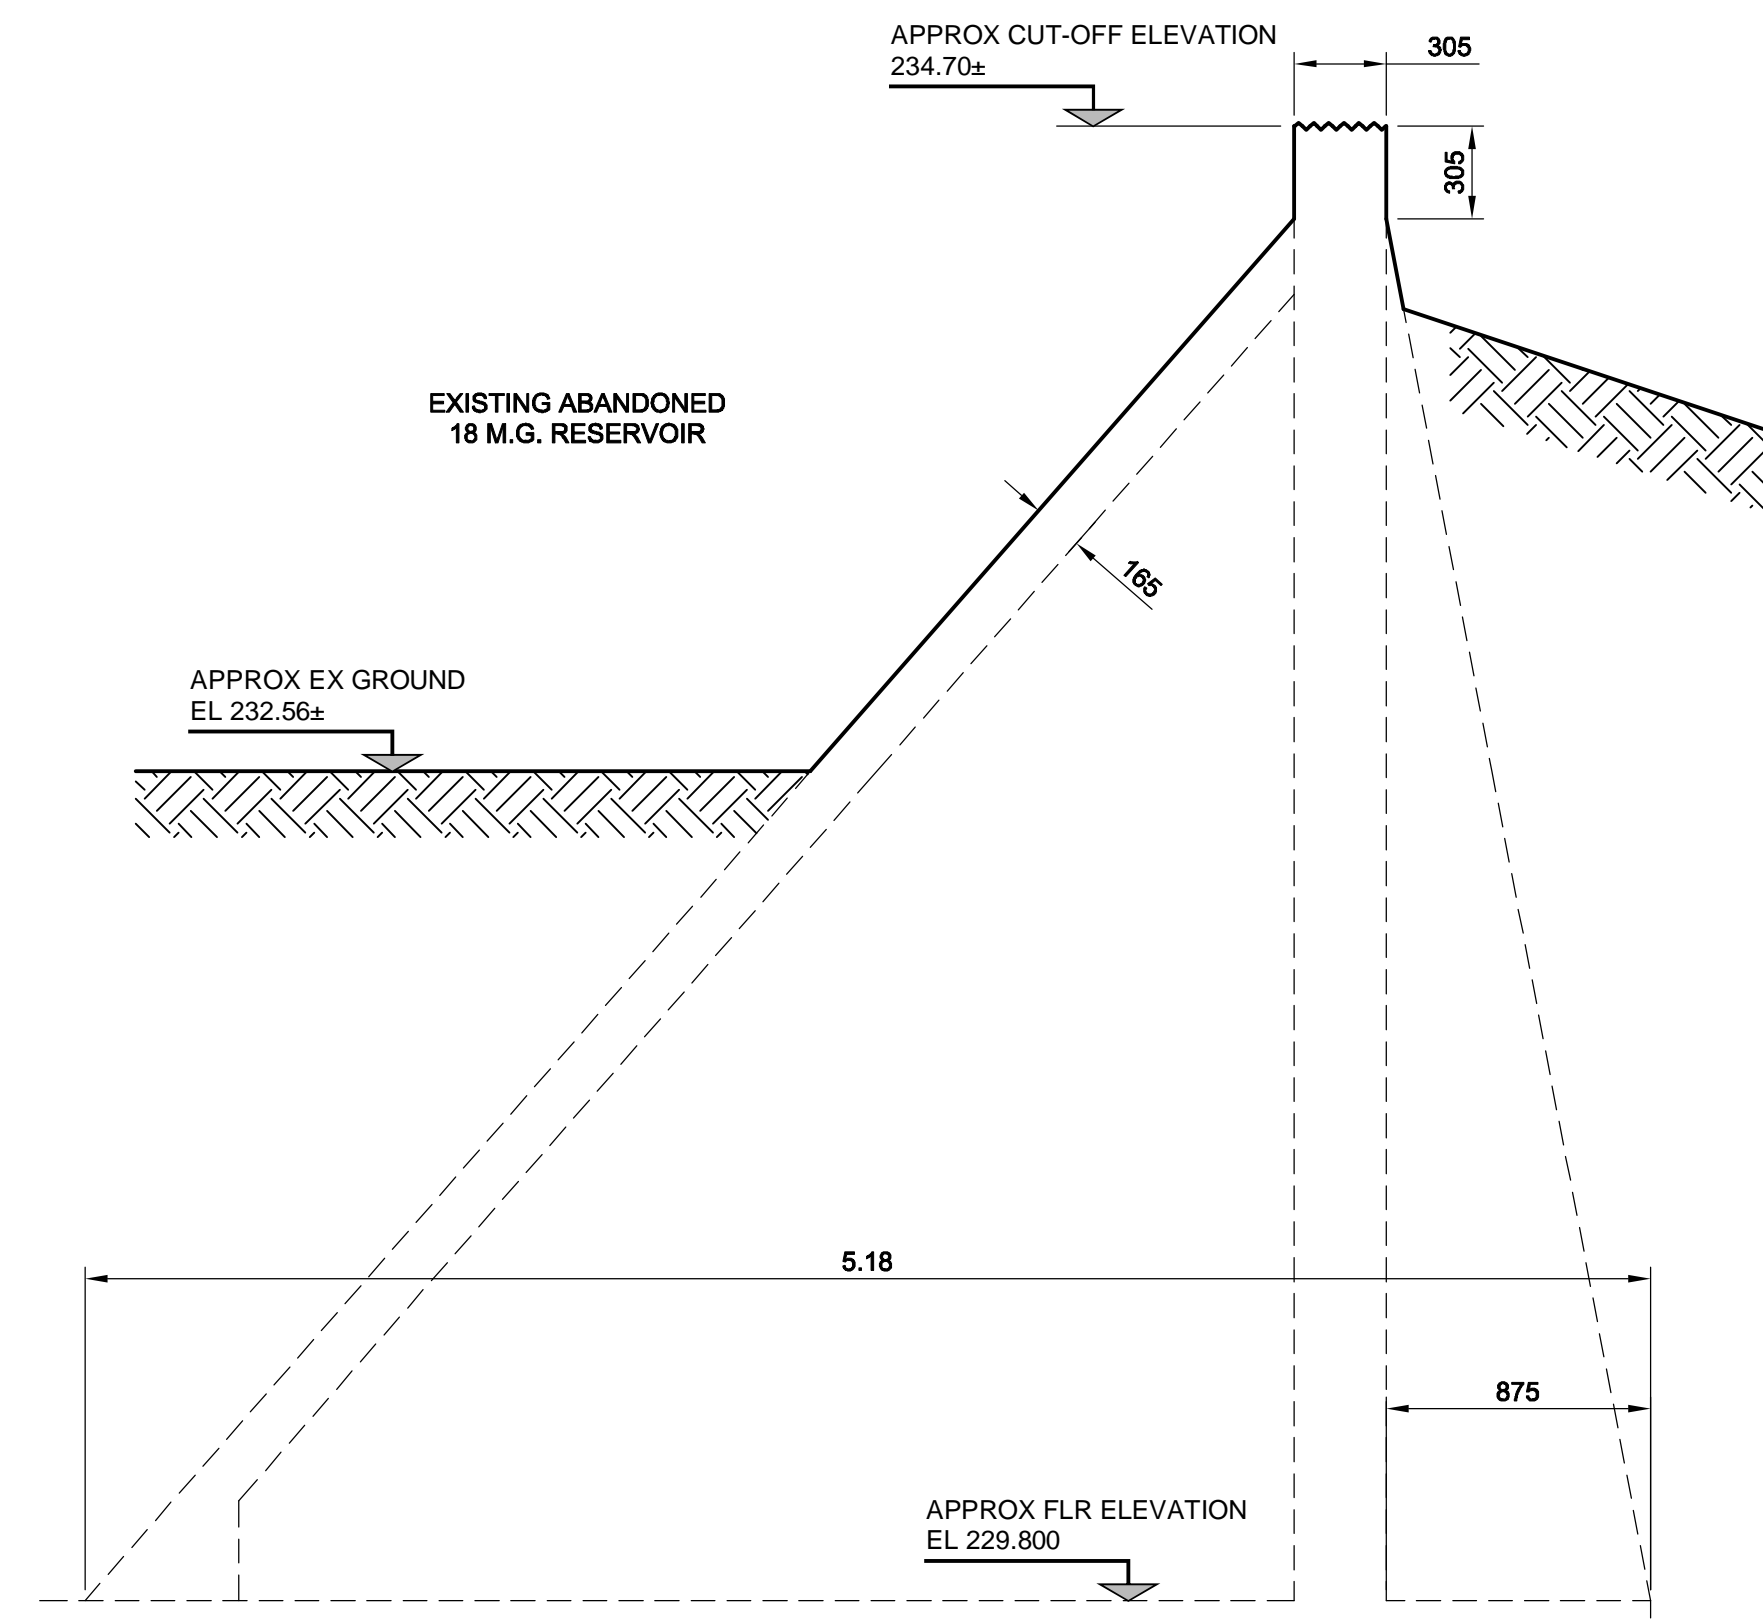 APPROX CUT-OFF ELEVATION
234.70±
305
305
EXISTING ABANDONED
18 M.G. RESERVOIR
165
APPROX EX GROUND
EL 232.56±
5.18
875
APPROX FLR ELEVATION
EL 229.800